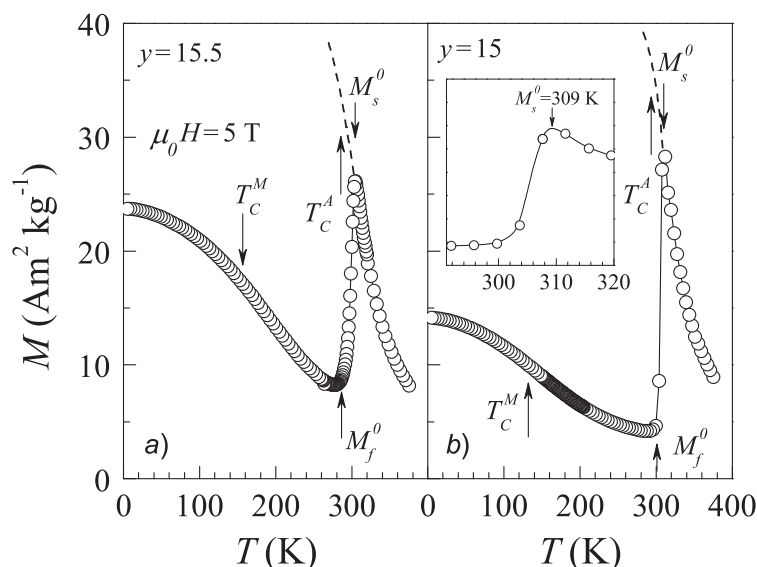 M (Am² kg⁻¹)
40
30
20
10
0
y = 15.5
μ₀H = 5 T
M_s^0
T_C^M
T_C^A
M_f^0
a)
0 100 200 300
T (K)
y = 15
M_s^0
M_s^0=309 K
300 310 320
T_C^A
T_C^M
M_f^0
b)
0 100 200 300 400
T (K)